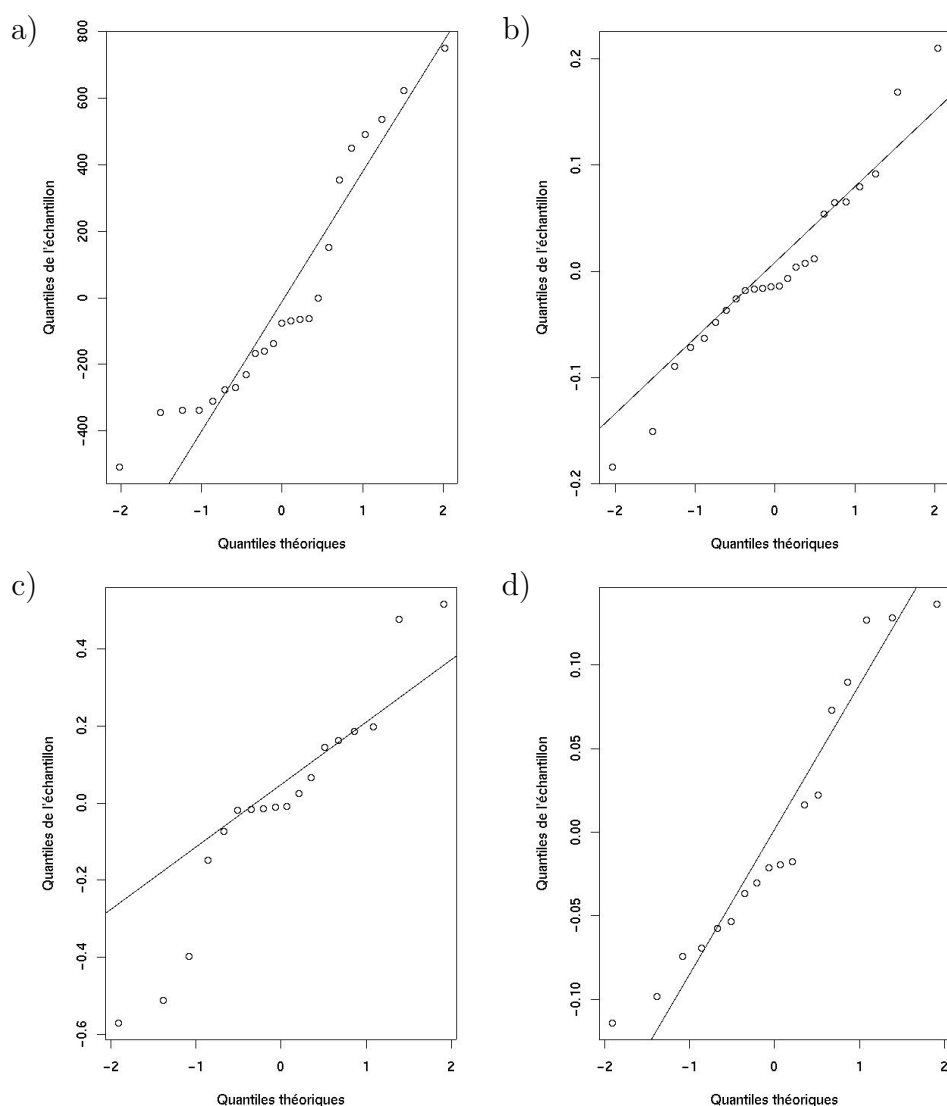 a)
800
600
400
200
0
−200
−400
Quantiles de l'échantillon
−2 −1 0 1 2
Quantiles théoriques
b)
0.2
0.1
0.0
−0.1
−0.2
Quantiles de l'échantillon
−2 −1 0 1 2
Quantiles théoriques
c)
0.4
0.2
0.0
−0.2
−0.4
−0.6
Quantiles de l'échantillon
−2 −1 0 1 2
Quantiles théoriques
d)
0.10
0.05
0.00
−0.05
−0.10
Quantiles de l'échantillon
−2 −1 0 1 2
Quantiles théoriques